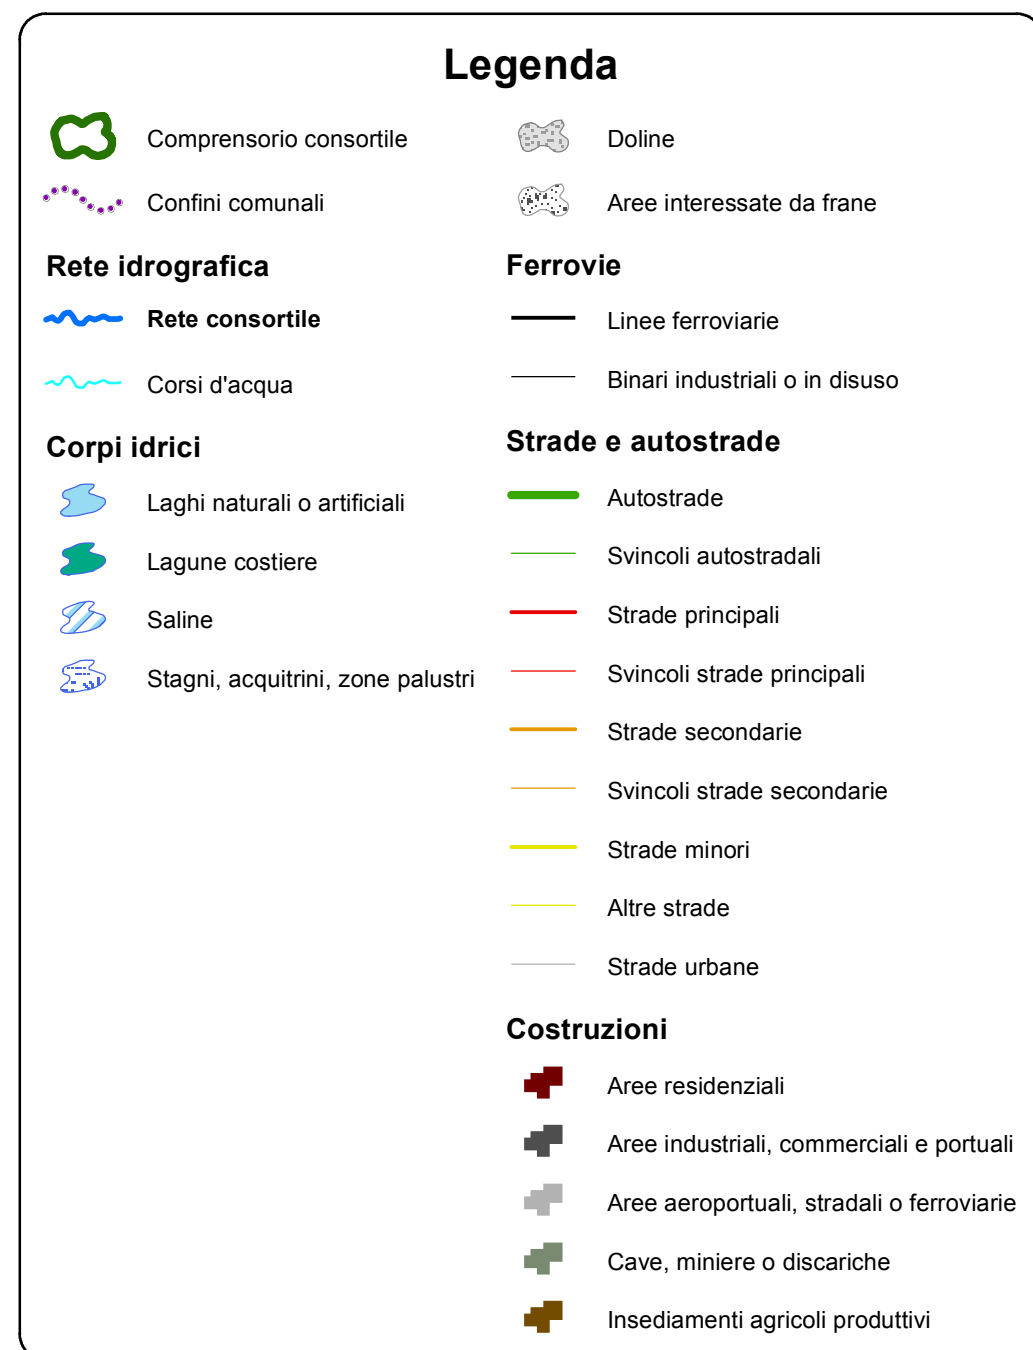 Legenda
Comprensorio consortile
Confini comunali
Rete idrografica
Rete consortile
Corsi d'acqua
Corpi idrici
Laghi naturali o artificiali
Lagune costiere
Saline
Stagni, acquitrini, zone palustri
Doline
Aree interessate da frane
Ferrovie
Linee ferroviarie
Binari industriali o in disuso
Strade e autostrade
Autostrade
Svincoli autostradali
Strade principali
Svincoli strade principali
Strade secondarie
Svincoli strade secondarie
Strade minori
Altre strade
Strade urbane
Costruzioni
Aree residenziali
Aree industriali, commerciali e portuali
Aree aeroportuali, stradali o ferroviarie
Cave, miniere o discariche
Insediamenti agricoli produttivi